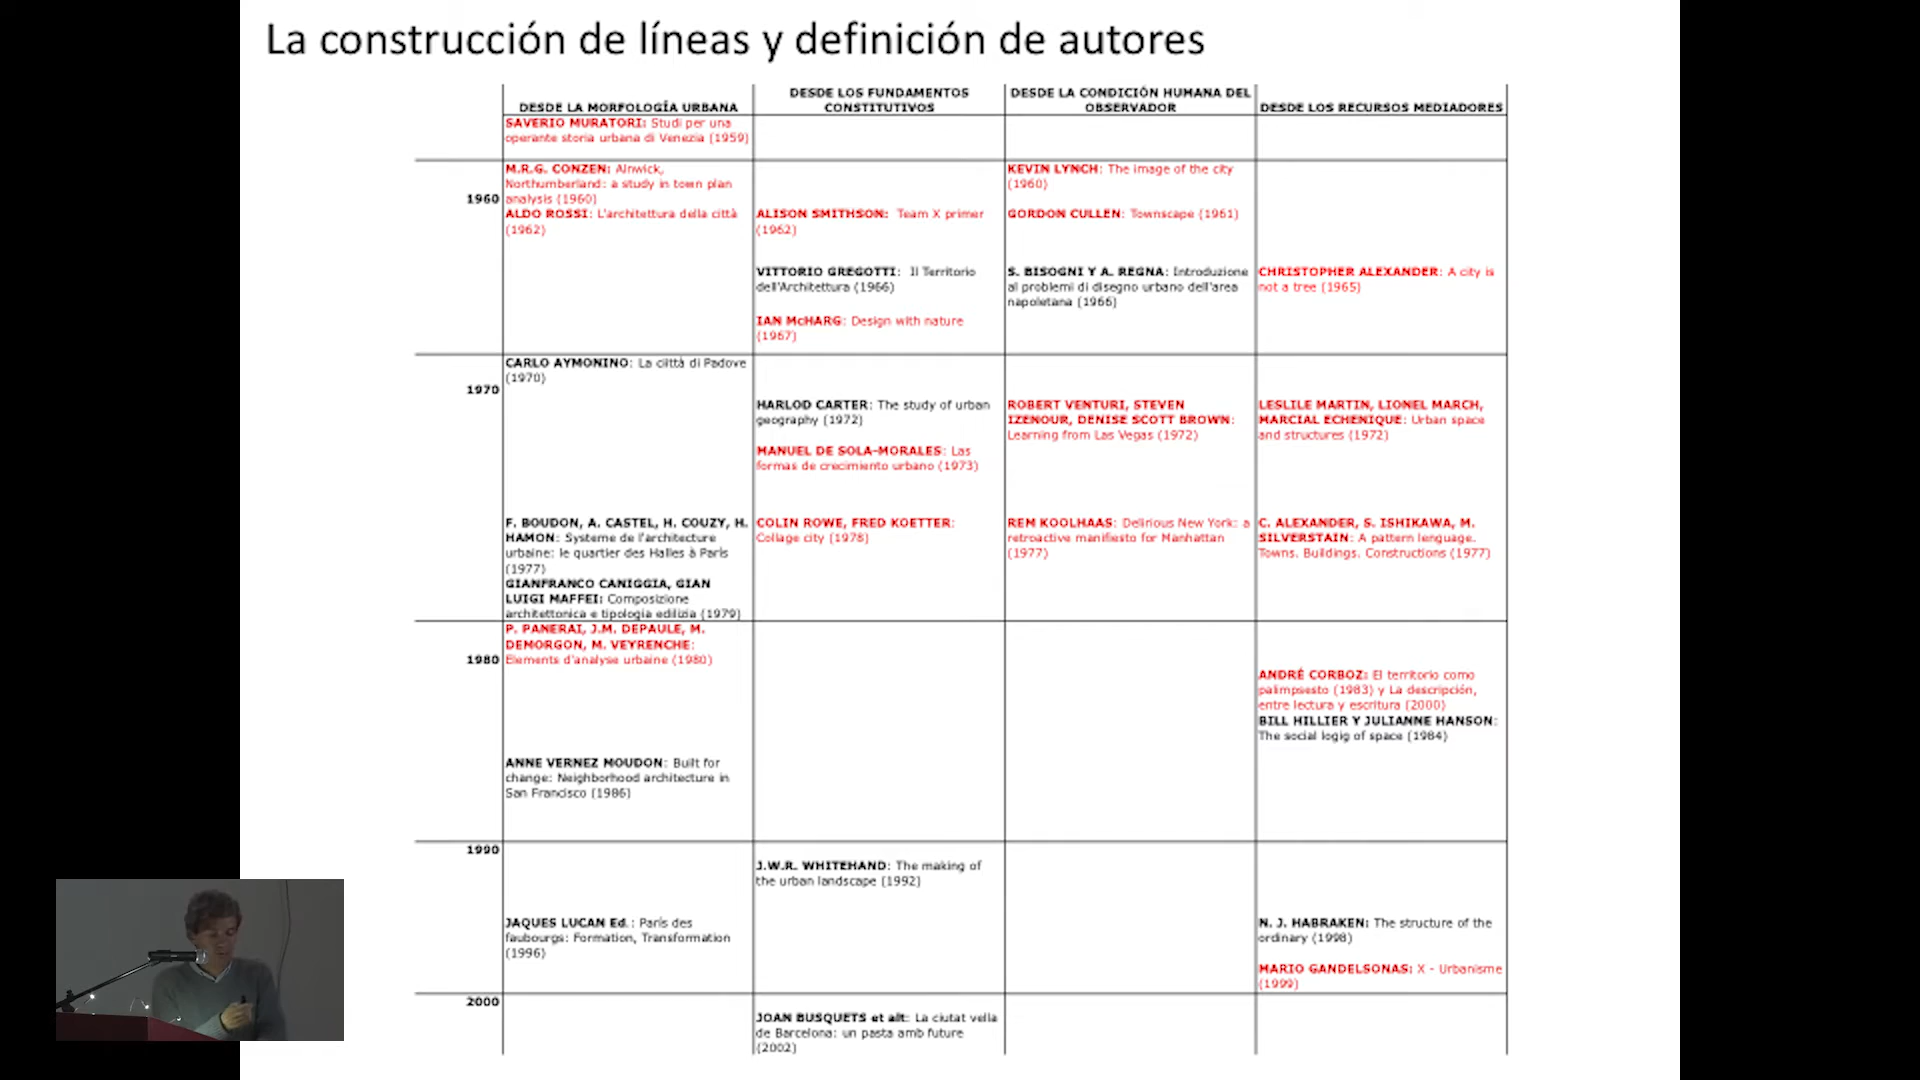 La construcción de líneas y definición de autores
DESDE LA MORFOLOGÍA URBANA
DESDE LOS FUNDAMENTOS
CONSTITUTIVOS
DESDE LA CONDICIÓN HUMANA DEL
OBSERVADOR
DESDE LOS RECURSOS MEDIADORES
SAVERIO MURATORI: Studi per una
operante storia urbana di Venezia (1959)
1960
M.R.G. CONZEN: Alnwick,
Northumberland: a study in town plan
analysis (1960)
ALDO ROSSI: L'architettura della città
(1962)
ALISON SMITHSON: Team X primer
(1962)
VITTORIO GREGOTTI: Il Territorio
dell'Architettura (1966)
IAN McHARG: Design with nature
(1967)
KEVIN LYNCH: The image of the city
(1960)
GORDON CULLEN: Townscape (1961)
S. BISOGNI Y A. REGNA: Introduzione
al problemi di disegno urbano dell'area
napoletana (1966)
CHRISTOPHER ALEXANDER: A city is
not a tree (1965)
1970
CARLO AYMONINO: La ciittà di Padove
(1970)
F. BOUDON, A. CASTEL, H. COUZY, H.
HAMON: Systeme de l'architecture
urbaine: le quartier des Halles à Paris
(1977)
GIANFRANCO CANIGGIA, GIAN
LUIGI MAFFEI: Composizione
architettonica e tipologia edilizia (1979)
HARLOD CARTER: The study of urban
geography (1972)
MANUEL DE SOLA-MORALES: Las
formas de crecimiento urbano (1973)
COLIN ROWE, FRED KOETTER:
Collage city (1978)
ROBERT VENTURI, STEVEN
IZENOUR, DENISE SCOTT BROWN:
Learning from Las Vegas (1972)
REM KOOLHAAS: Delirious New York: a
retroactive manifiesto for Manhattan
(1977)
LESLILE MARTIN, LIONEL MARCH,
MARCIAL ECHENIQUE: Urban space
and structures (1972)
C. ALEXANDER, S. ISHIKAWA, M.
SILVERSTAIN: A pattern lenguage.
Towns. Buildings. Constructions (1977)
1980
P. PANERAI, J.M. DEPAULE, M.
DEMORGON, M. VEYRENCHE:
Elements d'analyse urbaine (1980)
ANNE VERNEZ MOUDON: Built for
change: Neighborhood architecture in
San Francisco (1986)
ANDRÉ CORBOZ: El territorio como
palimpsesto (1983) y La descripción,
entre lectura y escritura (2000)
BILL HILLIER Y JULIANNE HANSON:
The social logig of space (1984)
1990
JAQUES LUCAN Ed.: París des
faubourgs: Formation, Transformation
(1996)
J.W.R. WHITEHAND: The making of
the urban landscape (1992)
N. J. HABRAKEN: The structure of the
ordinary (1998)
MARIO GANDELSONAS: X - Urbanisme
(1999)
2000
JOAN BUSQUETS et alt: La ciutat vella
de Barcelona: un pasta amb future
(2002)